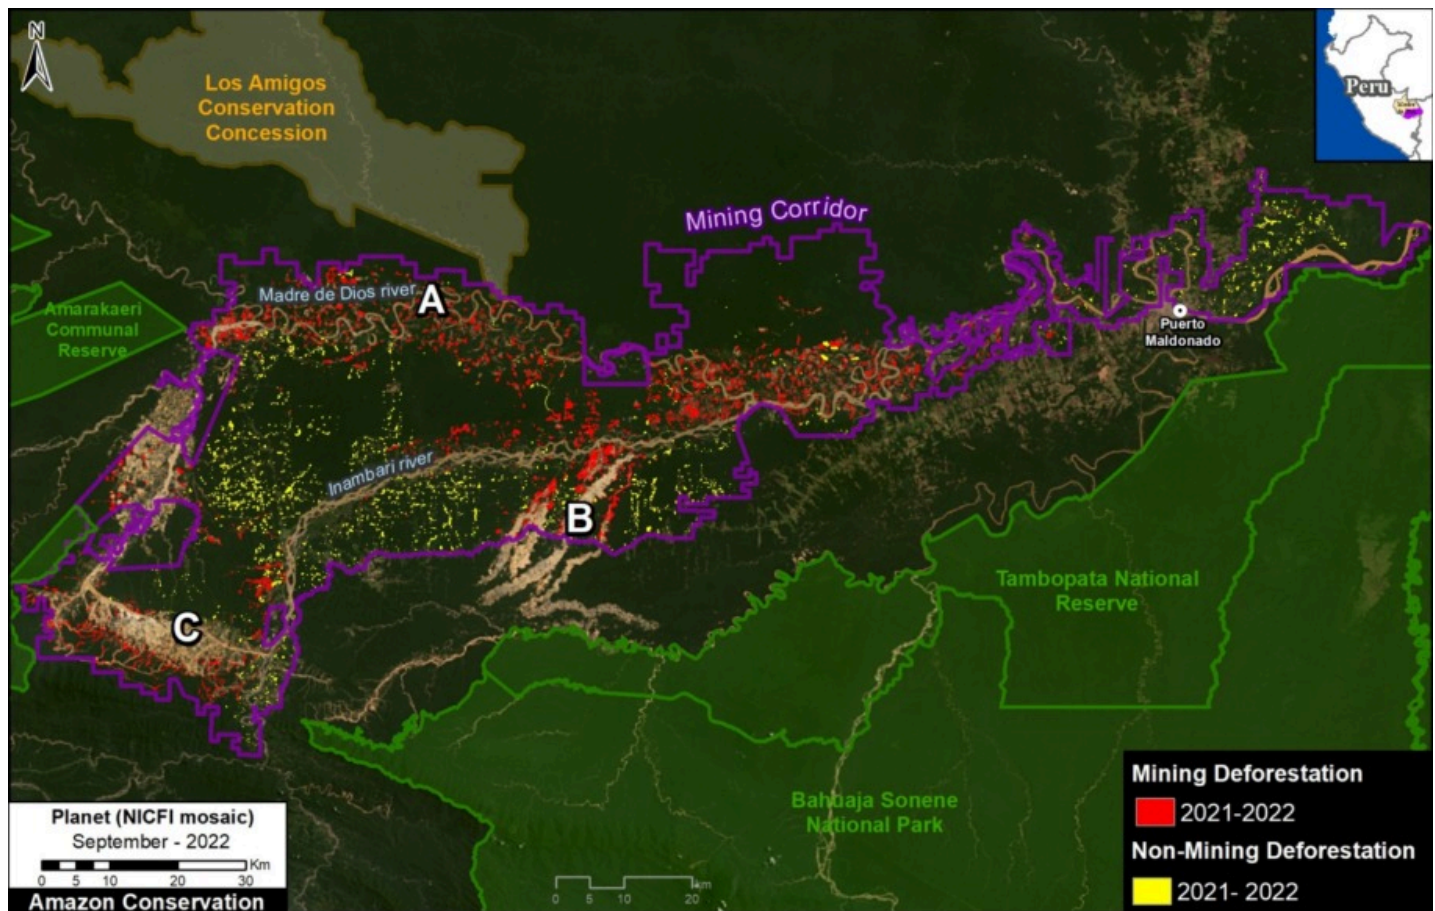 N
Los Amigos
Conservation
Concession
Peru
Mining Corridor
Madre de Dios river
A
Amarakaeri
Communal
Reserve
Puerto
Maldonado
Inambari river
B
Tambopata National
Reserve
C
Bahuaja Sonene
National Park
Mining Deforestation
2021-2022
Non-Mining Deforestation
2021- 2022
Planet (NICFI mosaic)
September - 2022
Km
0 5 10 20 30
Amazon Conservation
km
0 5 10 20